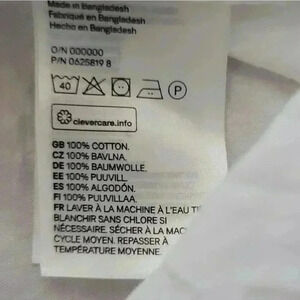 Made in Bangladesh
Fabriqué en Bangladesh
Hecho en Bangladesh
O/N 000000
P/N 0625819 8
40
P
clevercare.info
GB 100% COTTON.
CZ 100% BAVLNA.
DE 100% BAUMWOLLE.
EE 100% PUUVILL.
ES 100% ALGODÓN.
FI 100% PUUVILLAA.
FR LAVER À LA MACHINE À L'EAU
BLANCHIR SANS CHLORE SI
NÉCESSAIRE. SÉCHER À LA
CYCLE MOYEN. REPASSER À
TEMPÉRATURE MOYENNE.